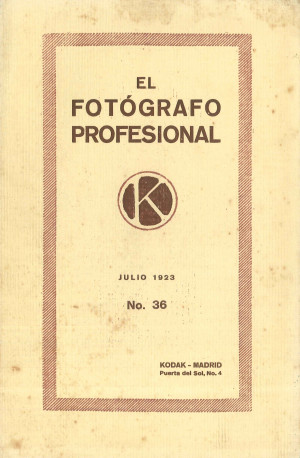 EL
FOTÓGRAFO
PROFESIONAL
K
JULIO 1923
No. 36
KODAK - MADRID
Puerta del Sol, No. 4